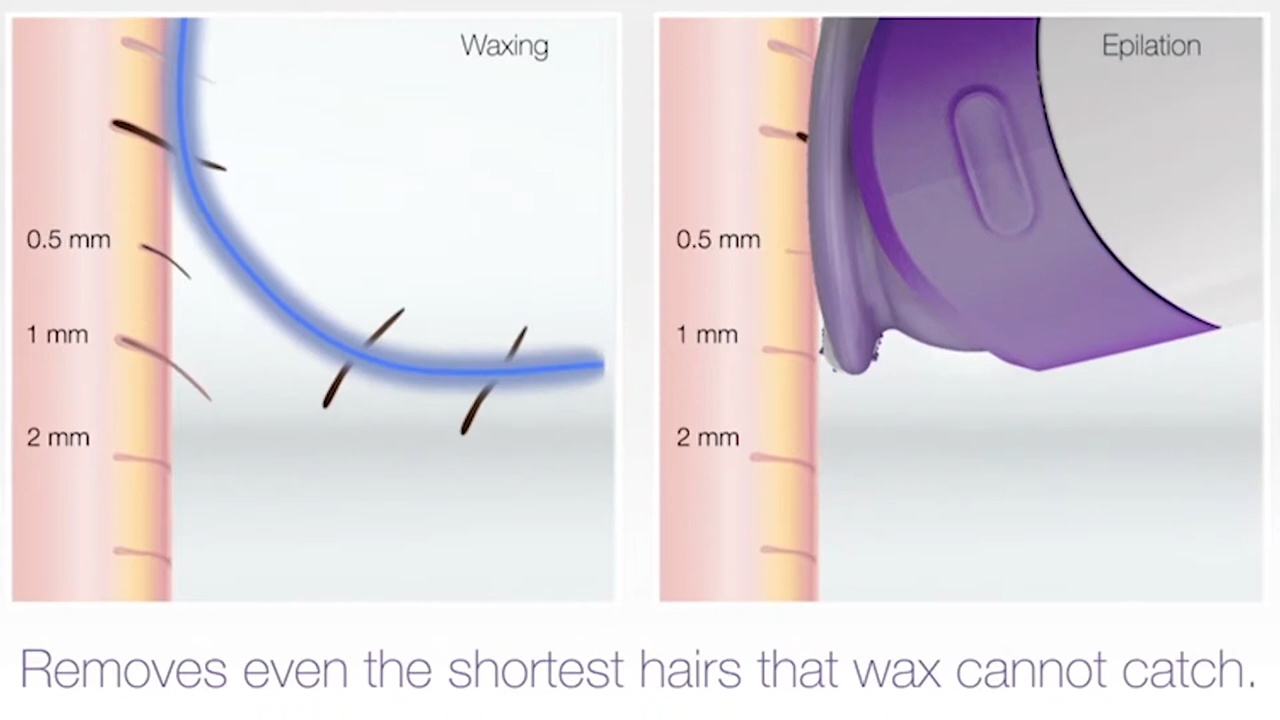 Waxing
0.5 mm
1 mm
2 mm
Epilation
0.5 mm
1 mm
2 mm
Removes even the shortest hairs that wax cannot catch.